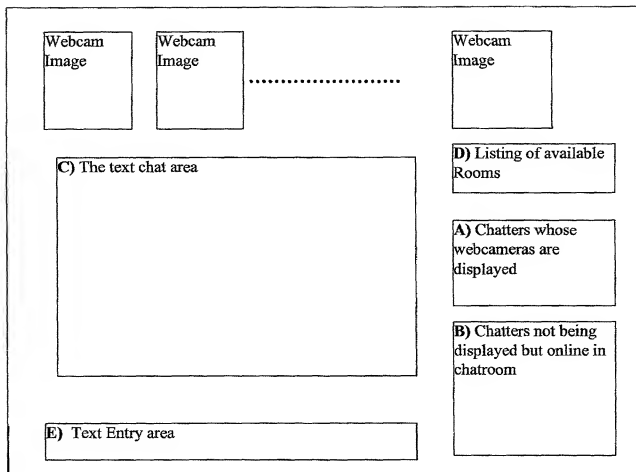 Webcam
Image
Webcam
Image
Webcam
Image
D) Listing of available
Rooms
C) The text chat area
A) Chatters whose
webcameras are
displayed
B) Chatters not being
displayed but online in
chatroom
E) Text Entry area